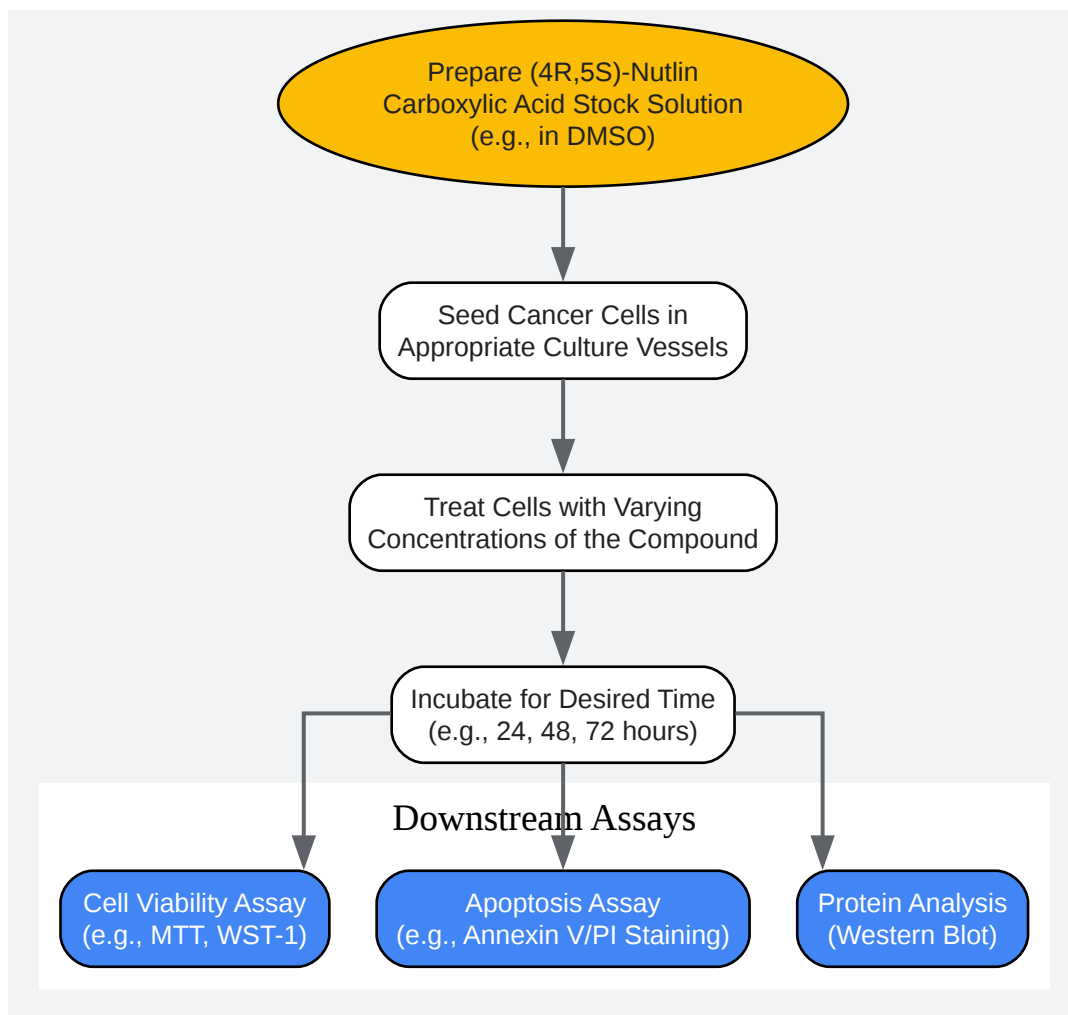 Prepare (4R,5S)-Nutlin
Carboxylic Acid Stock Solution
(e.g., in DMSO)
Seed Cancer Cells in
Appropriate Culture Vessels
Treat Cells with Varying
Concentrations of the Compound
Incubate for Desired Time
(e.g., 24, 48, 72 hours)
Downstream Assays
Cell Viability Assay
(e.g., MTT, WST-1)
Apoptosis Assay
(e.g., Annexin V/PI Staining)
Protein Analysis
(Western Blot)